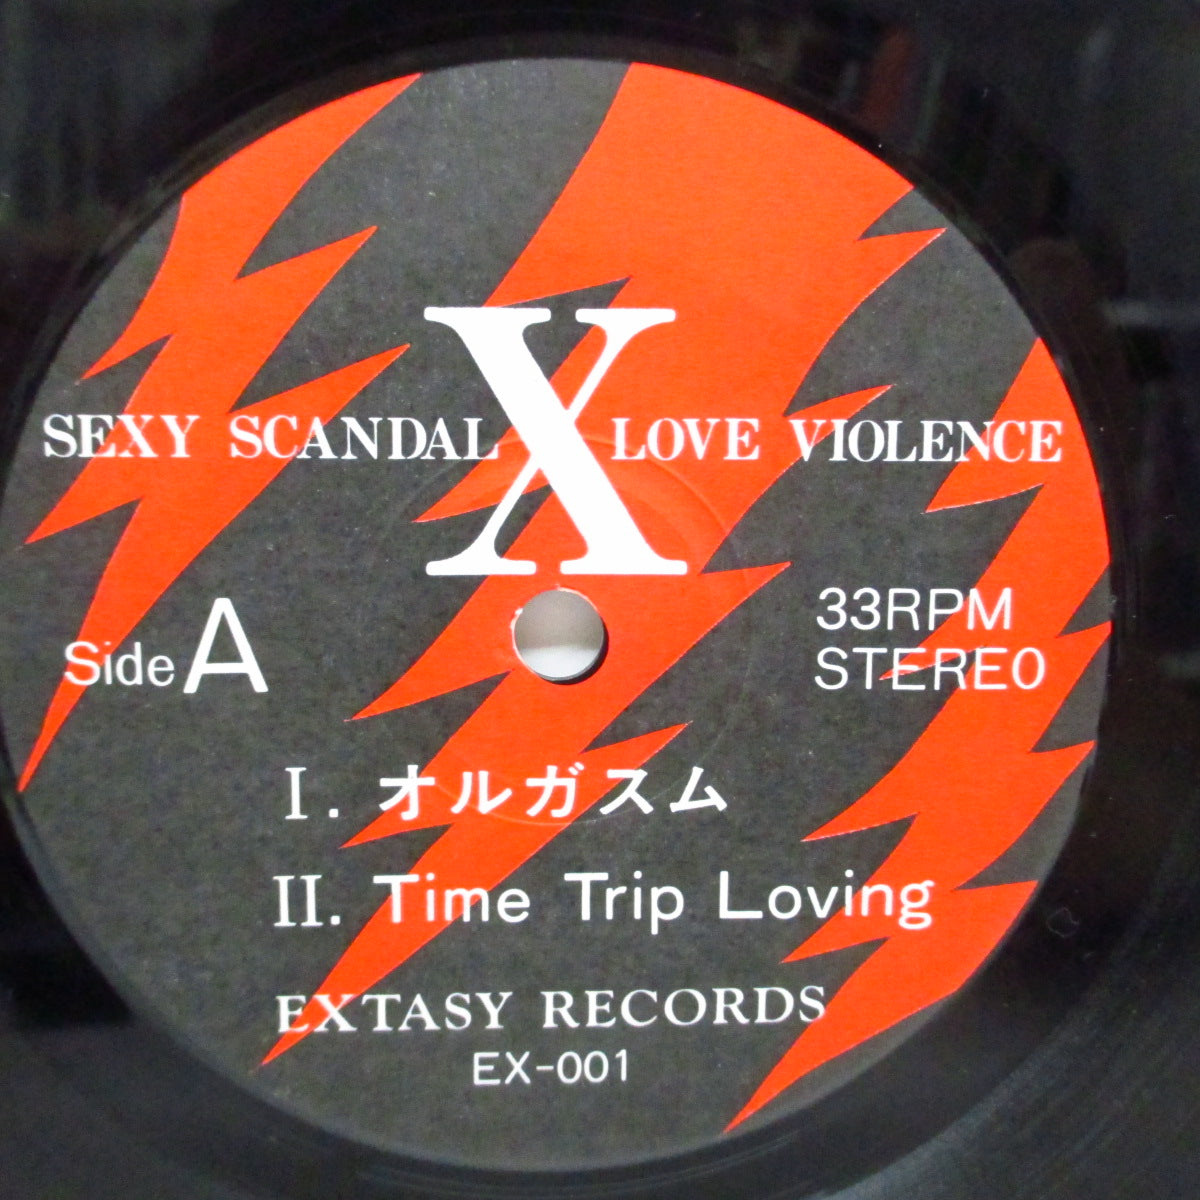 SEXY SCANDAL X LOVE VIOLENCE
Side A
33RPM
STEREO
I. オルガスム
II. Time Trip Loving
EXTASY RECORDS
EX-001